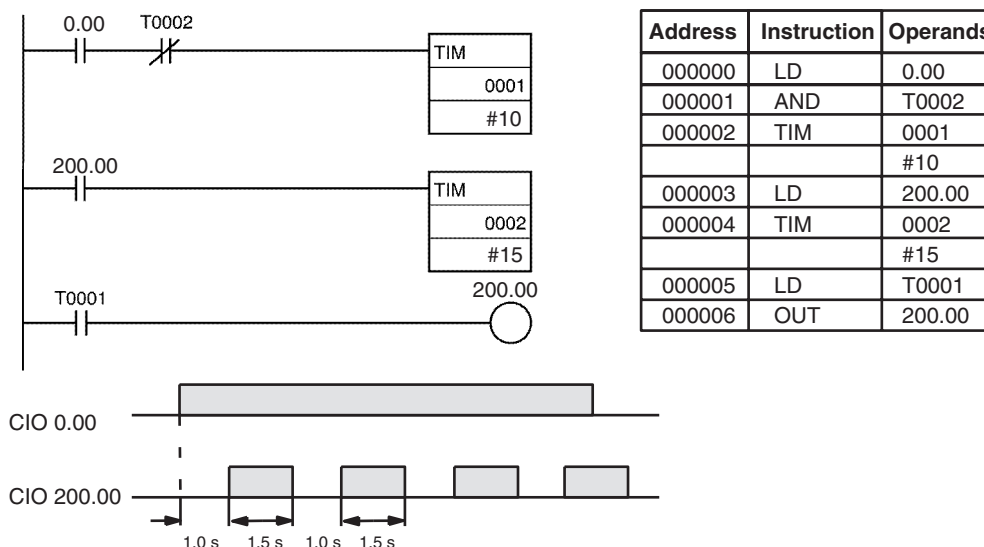 0.00 T0002
TIM
0001
#10
200.00
TIM
0002
#15
T0001 200.00
Address Instruction Operands
000000 LD 0.00
000001 AND T0002
000002 TIM 0001
#10
000003 LD 200.00
000004 TIM 0002
#15
000005 LD T0001
000006 OUT 200.00
CIO 0.00
CIO 200.00
1.0 s 1.5 s 1.0 s 1.5 s